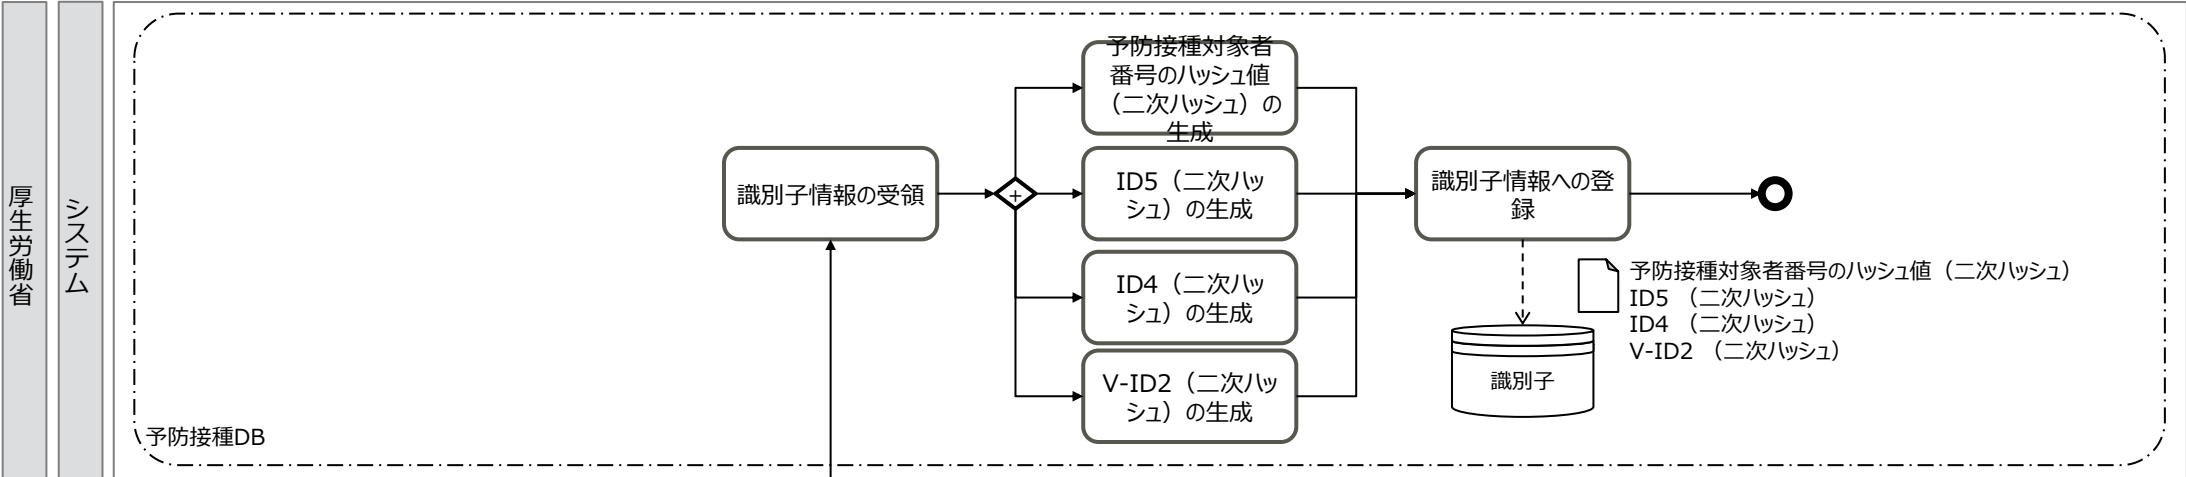 厚生労働省
システム
予防接種対象者
番号のハッシュ値
（二次ハッシュ）の
生成
識別子情報の受領
+
ID5（二次ハッ
シュ）の生成
識別子情報への登
録
ID4（二次ハッ
シュ）の生成
予防接種対象者番号のハッシュ値（二次ハッシュ）
ID5 （二次ハッシュ）
ID4 （二次ハッシュ）
V-ID2 （二次ハッシュ）
V-ID2（二次ハッ
シュ）の生成
識別子
予防接種DB